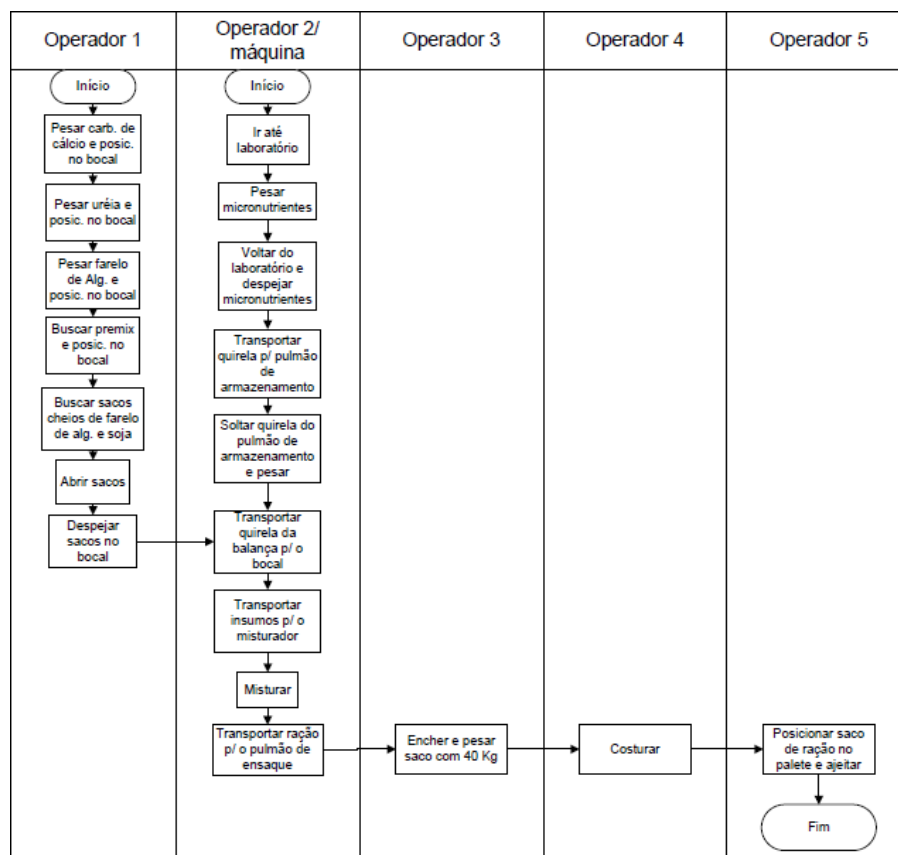 Operador 1
Operador 2/
máquina
Operador 3
Operador 4
Operador 5
Início
Pesar carb. de
cálcio e posic.
no bocal
Pesar uréia e
posic. no bocal
Pesar farelo
de Alg. e
posic. no bocal
Buscar premix
e posic. no
bocal
Buscar sacos
cheios de farelo
de alg. e soja
Abrir sacos
Despejar
sacos no
bocal
Início
Ir até
laboratório
Pesar
micronutrientes
Voltar do
laboratório e
despejar
micronutrientes
Transportar
quirela p/ pulmão
de
armazenamento
Soltar quirela do
pulmão de
armazenamento
e pesar
Transportar
quirela da
balança p/ o
bocal
Transportar
insumos p/ o
misturador
Misturar
Transportar ração
p/ o pulmão de
ensaque
Encher e pesar
saco com 40 Kg
Costurar
Posicionar saco
de ração no
palete e ajeitar
Fim